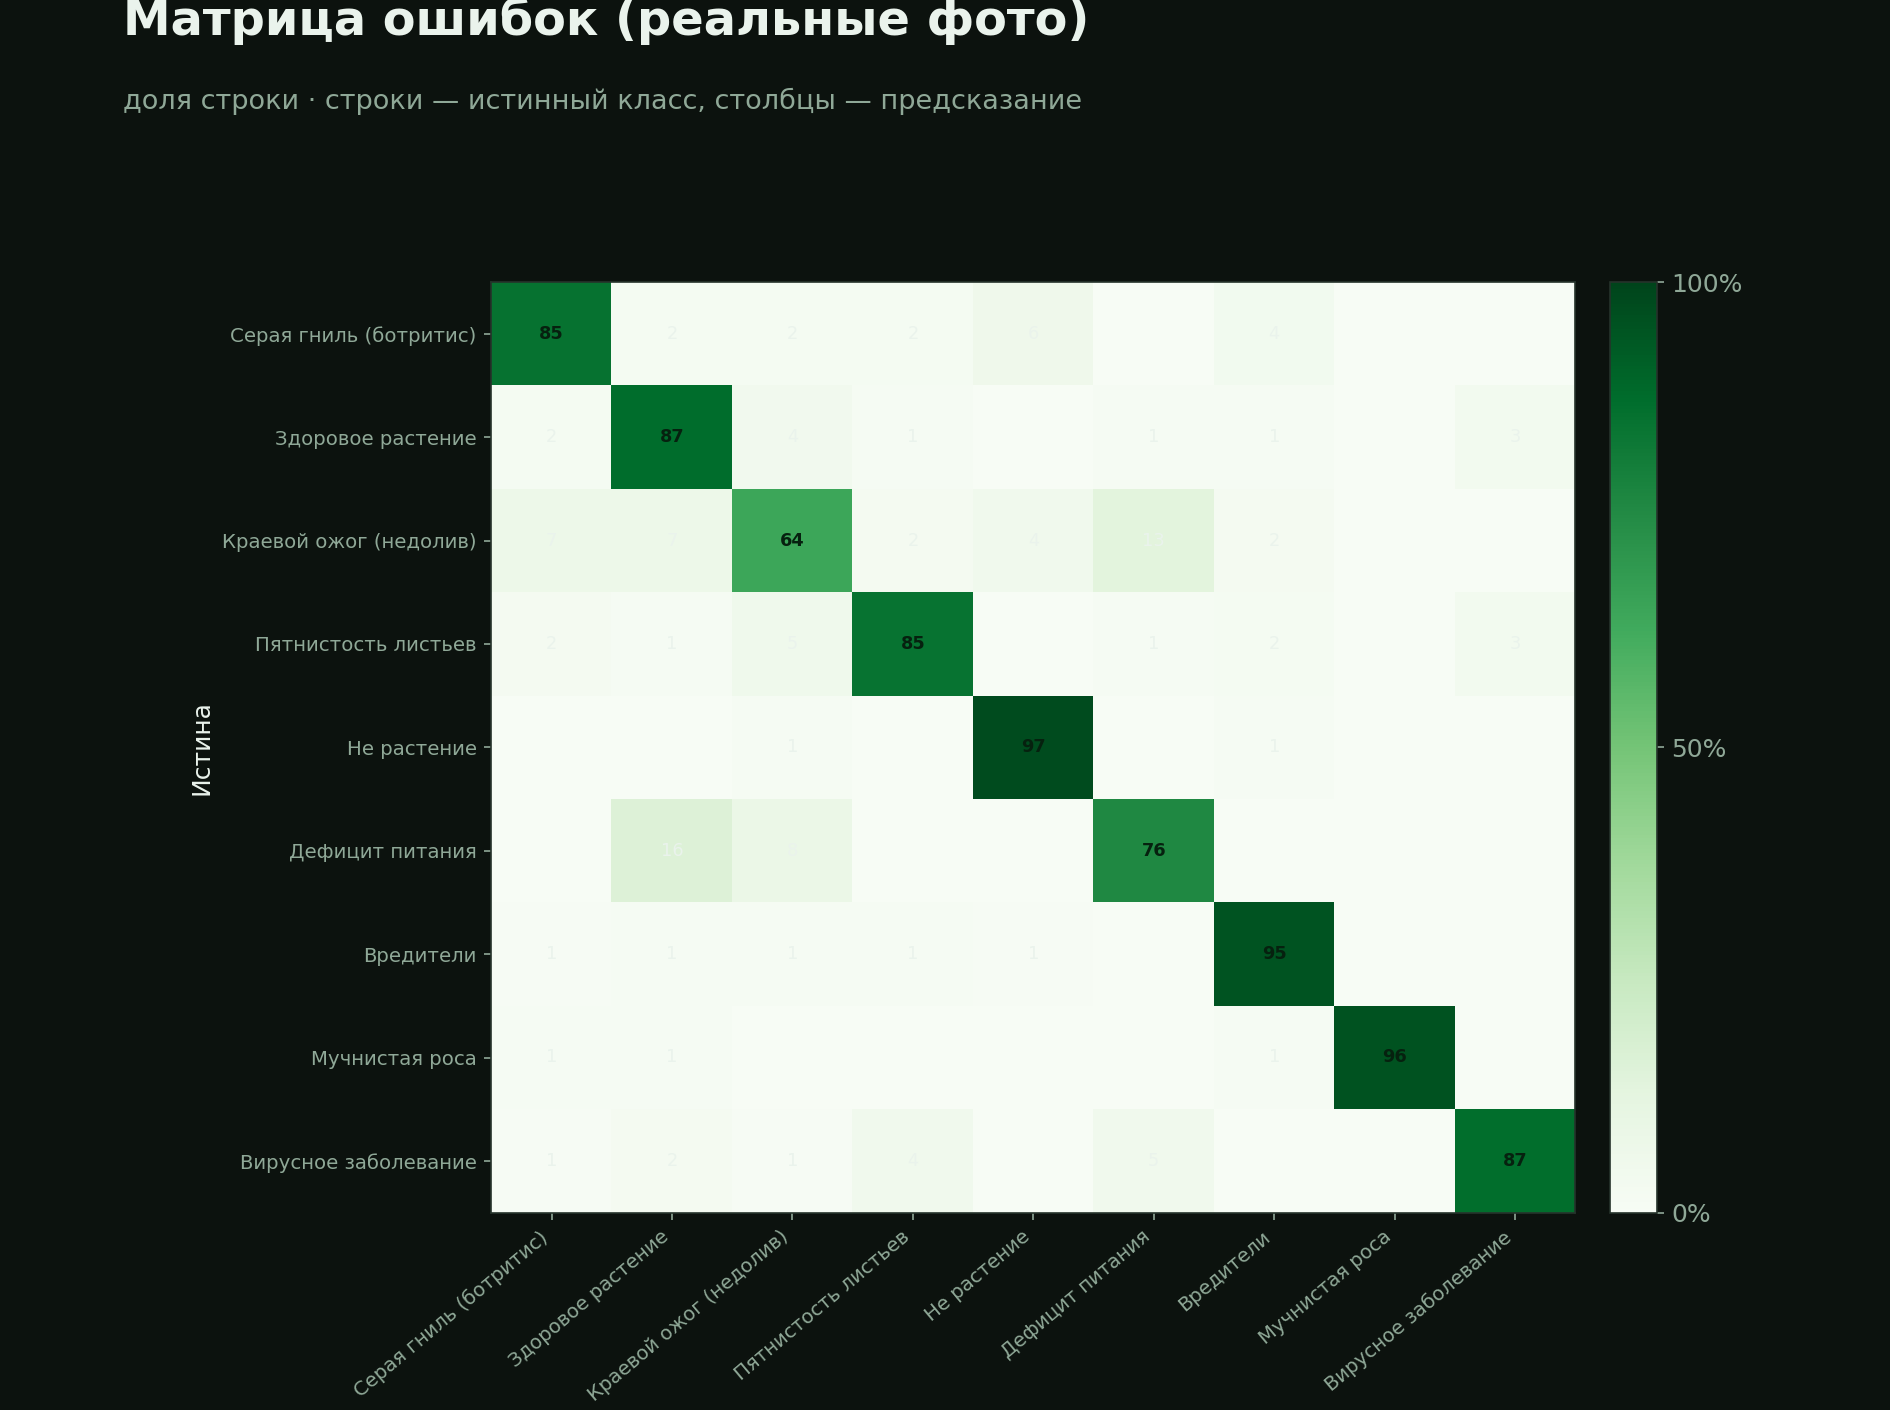 Матрица ошибок (реальные фото)
доля строки · строки — истинный класс, столбцы — предсказание
100%
Серая гниль (ботритис) 85 2 2 2 6 4
Здоровое растение 2 87 4 1 1 1 3
Краевой ожог (недолив) 7 7 64 2 4 2
Пятнистость листьев 2 1 5 85 1 2 3
Истина
Не растение 1 97 1
50%
Дефицит питания 16 76
Вредители 1 1 1 1 1 95
Мучнистая роса 1 1 1 96
Вирусное заболевание 1 2 1 4 5 87
0%
Серая гниль (ботритис)
Здоровое растение
Краевой ожог (недолив)
Пятнистость листьев
Не растение
Дефицит питания
Вредители
Мучнистая роса
Вирусное заболевание